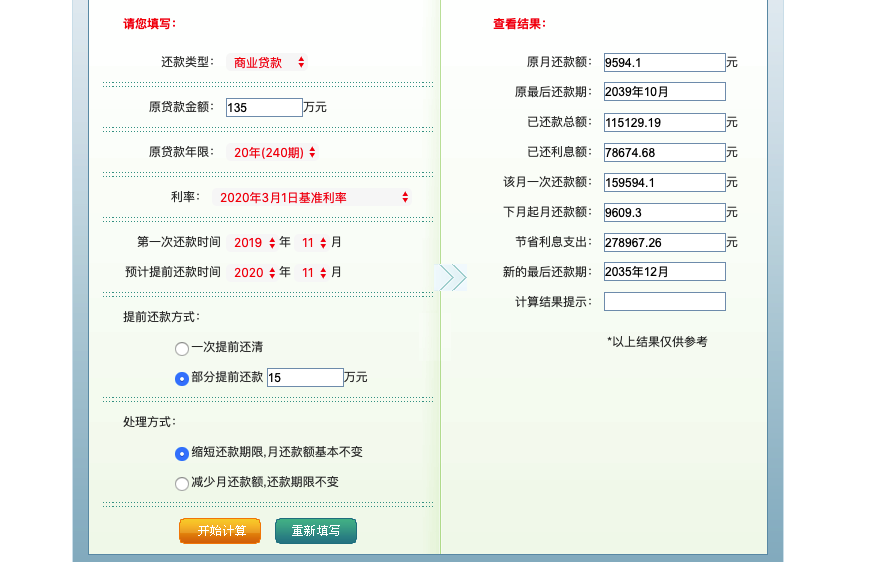 请您填写：
还款类型： 商业贷款
原贷款金额： 135 万元
原贷款年限： 20年(240期)
利率： 2020年3月1日基准利率
第一次还款时间 2019 年 11 月
预计提前还款时间 2020 年 11 月
提前还款方式：
一次提前还清
部分提前还款 15 万元
处理方式：
缩短还款期限,月还款额基本不变
减少月还款额,还款期限不变
开始计算 重新填写
查看结果：
原月还款额： 9594.1 元
原最后还款期： 2039年10月
已还款总额： 115129.19 元
已还利息额： 78674.68 元
该月一次还款额： 159594.1 元
下月起月还款额： 9609.3 元
节省利息支出： 278967.26 元
新的最后还款期： 2035年12月
计算结果提示：
*以上结果仅供参考